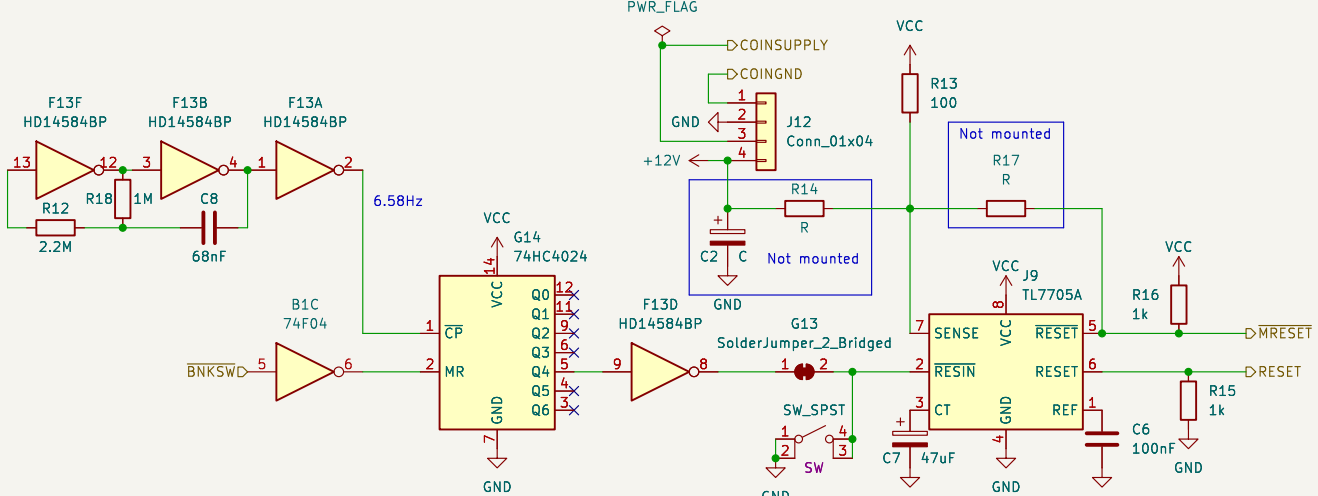 PWR_FLAG
COINSUPPLY
COINGND
1
2
3
4
GND
+12V
J12
Conn_01x04
VCC
R13
100
Not mounted
R17
R
F13F
HD14584BP
13
12
F13B
HD14584BP
3
4
F13A
HD14584BP
1
2
R18
1M
R12
2.2M
C8
68nF
6.58Hz
R14
R
C2
C
Not mounted
GND
VCC
G14
74HC4024
14
VCC
1
CP
2
MR
Q0
12
Q1
11
Q2
9
Q3
6
Q4
5
Q5
4
Q6
3
GND
7
GND
B1C
74F04
BNKSW
5
6
F13D
HD14584BP
9
8
G13
SolderJumper_2_Bridged
1
2
SW_SPST
1
2
4
3
SW
GND
VCC
J9
TL7705A
8
VCC
7
SENSE
2
RESIN
3
CT
RESET
5
RESET
6
REF
1
GND
4
GND
C7
47uF
C6
100nF
VCC
R16
1k
MRESET
RESET
R15
1k
GND